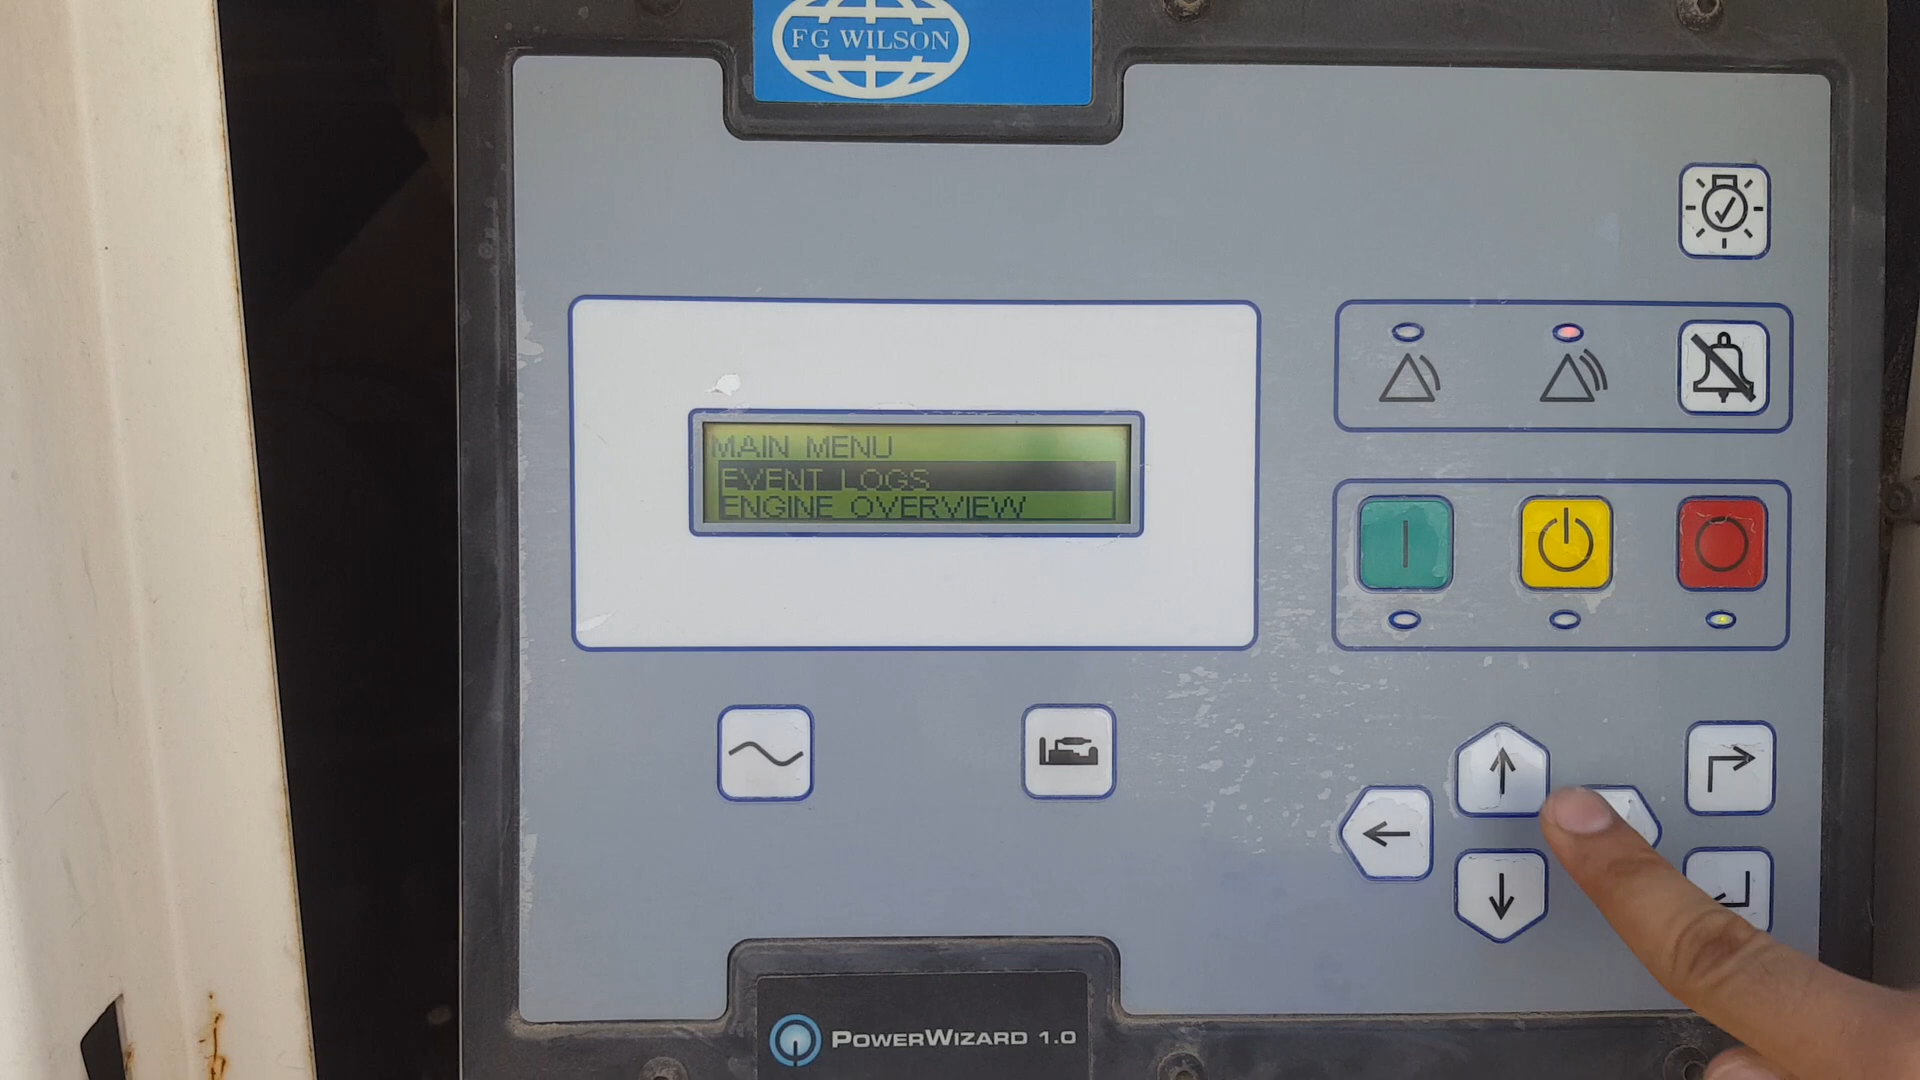 FG WILSON
MAIN MENU
EVENT LOGS
ENGINE OVERVIEW
POWERWIZARD 1.0